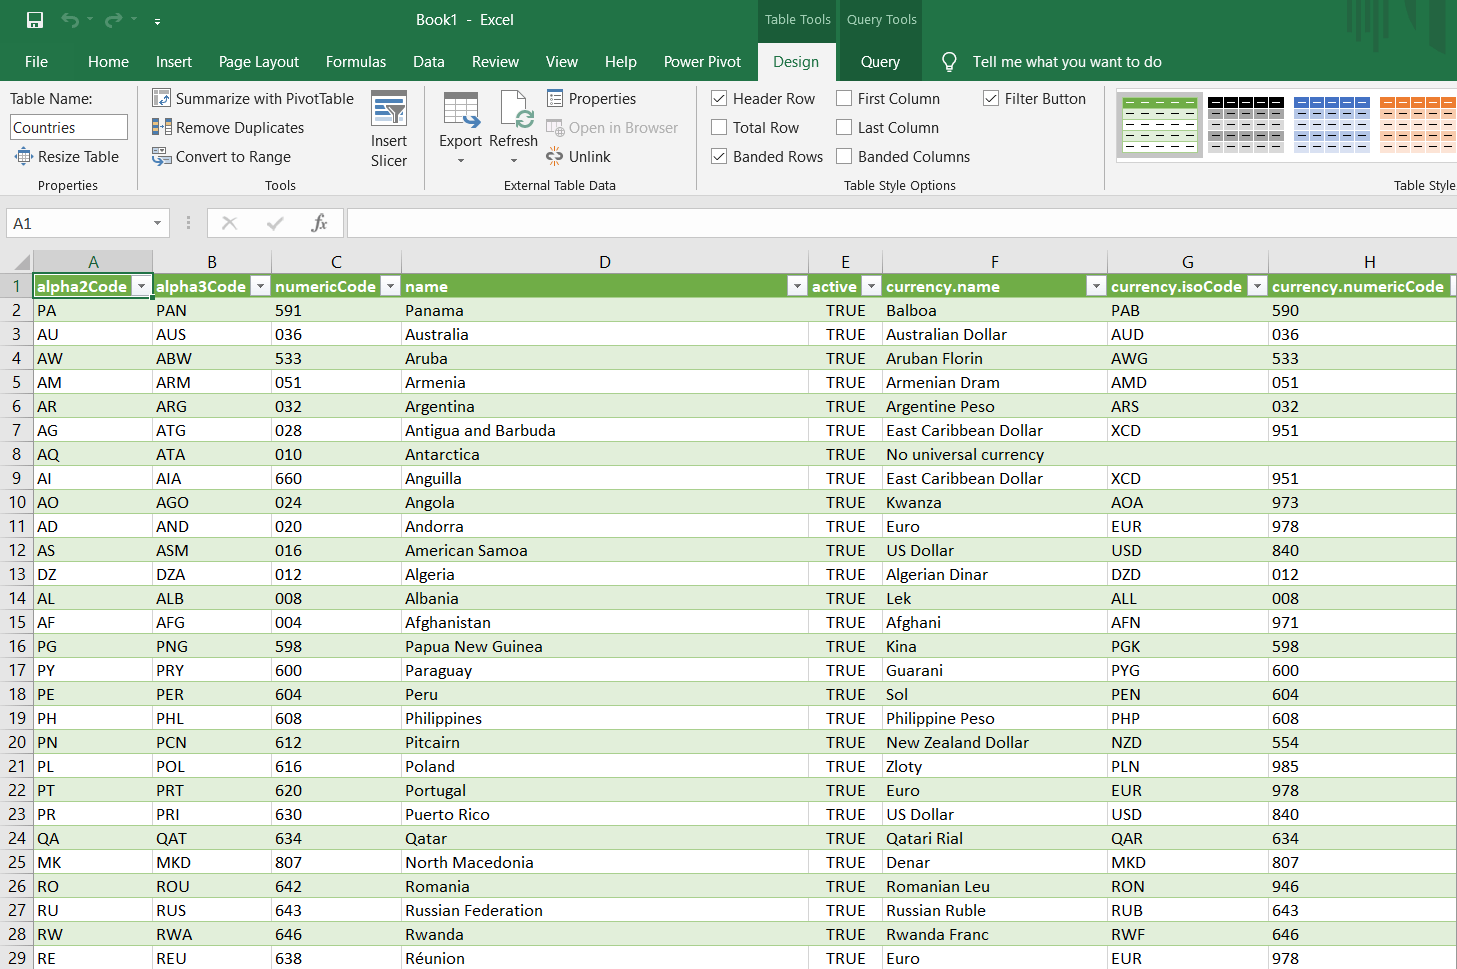 Book1 - Excel
Table Tools
Query Tools
File Home Insert Page Layout Formulas Data Review View Help Power Pivot Design Query Tell me what you want to do
Table Name:
Countries
Resize Table
Properties
Summarize with PivotTable
Remove Duplicates
Convert to Range
Insert
Slicer
Tools
Export Refresh
Properties
Open in Browser
Unlink
External Table Data
Header Row First Column Filter Button
Total Row Last Column
Banded Rows Banded Columns
Table Style Options
Table Style
A1 fx
A B C D E F G H
1 alpha2Code alpha3Code numericCode name active currency.name currency.isoCode currency.numericCode
2 PA PAN 591 Panama TRUE Balboa PAB 590
3 AU AUS 036 Australia TRUE Australian Dollar AUD 036
4 AW ABW 533 Aruba TRUE Aruban Florin AWG 533
5 AM ARM 051 Armenia TRUE Armenian Dram AMD 051
6 AR ARG 032 Argentina TRUE Argentine Peso ARS 032
7 AG ATG 028 Antigua and Barbuda TRUE East Caribbean Dollar XCD 951
8 AQ ATA 010 Antarctica TRUE No universal currency
9 AI AIA 660 Anguilla TRUE East Caribbean Dollar XCD 951
10 AO AGO 024 Angola TRUE Kwanza AOA 973
11 AD AND 020 Andorra TRUE Euro EUR 978
12 AS ASM 016 American Samoa TRUE US Dollar USD 840
13 DZ DZA 012 Algeria TRUE Algerian Dinar DZD 012
14 AL ALB 008 Albania TRUE Lek ALL 008
15 AF AFG 004 Afghanistan TRUE Afghani AFN 971
16 PG PNG 598 Papua New Guinea TRUE Kina PGK 598
17 PY PRY 600 Paraguay TRUE Guarani PYG 600
18 PE PER 604 Peru TRUE Sol PEN 604
19 PH PHL 608 Philippines TRUE Philippine Peso PHP 608
20 PN PCN 612 Pitcairn TRUE New Zealand Dollar NZD 554
21 PL POL 616 Poland TRUE Zloty PLN 985
22 PT PRT 620 Portugal TRUE Euro EUR 978
23 PR PRI 630 Puerto Rico TRUE US Dollar USD 840
24 QA QAT 634 Qatar TRUE Qatari Rial QAR 634
25 MK MKD 807 North Macedonia TRUE Denar MKD 807
26 RO ROU 642 Romania TRUE Romanian Leu RON 946
27 RU RUS 643 Russian Federation TRUE Russian Ruble RUB 643
28 RW RWA 646 Rwanda TRUE Rwanda Franc RWF 646
29 RE REU 638 Réunion TRUE Euro EUR 978